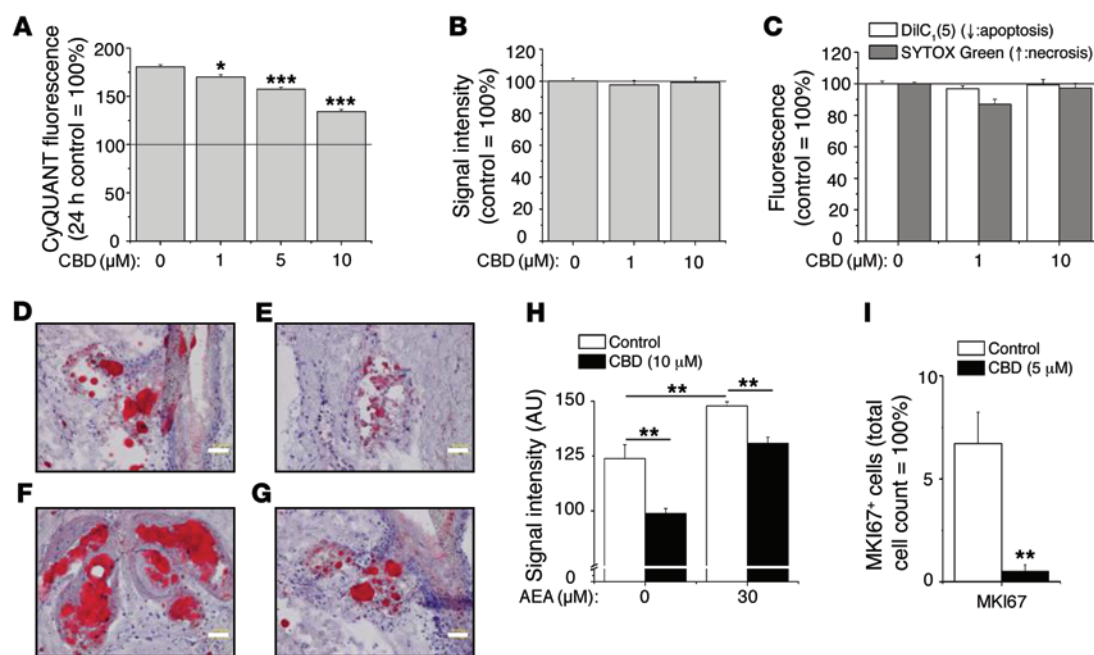 A
CyQUANT fluorescence
(24 h control = 100%)
200
150
100
50
0
*
***
***
CBD (µM): 0 1 5 10
B
Signal intensity
(control = 100%)
120
100
80
60
40
20
0
CBD (µM): 0 1 10
C
DilC₁(5) (↓:apoptosis)
SYTOX Green (↑:necrosis)
Fluorescence
(control = 100%)
120
100
80
60
40
20
0
CBD (µM): 0 1 10
D
E
F
G
H
Control
CBD (10 µM)
Signal intensity (AU)
150
125
100
0
**
**
**
AEA (µM): 0 30
I
Control
CBD (5 µM)
MKI67⁺ cells (total
cell count = 100%)
10
5
0
**
MKI67